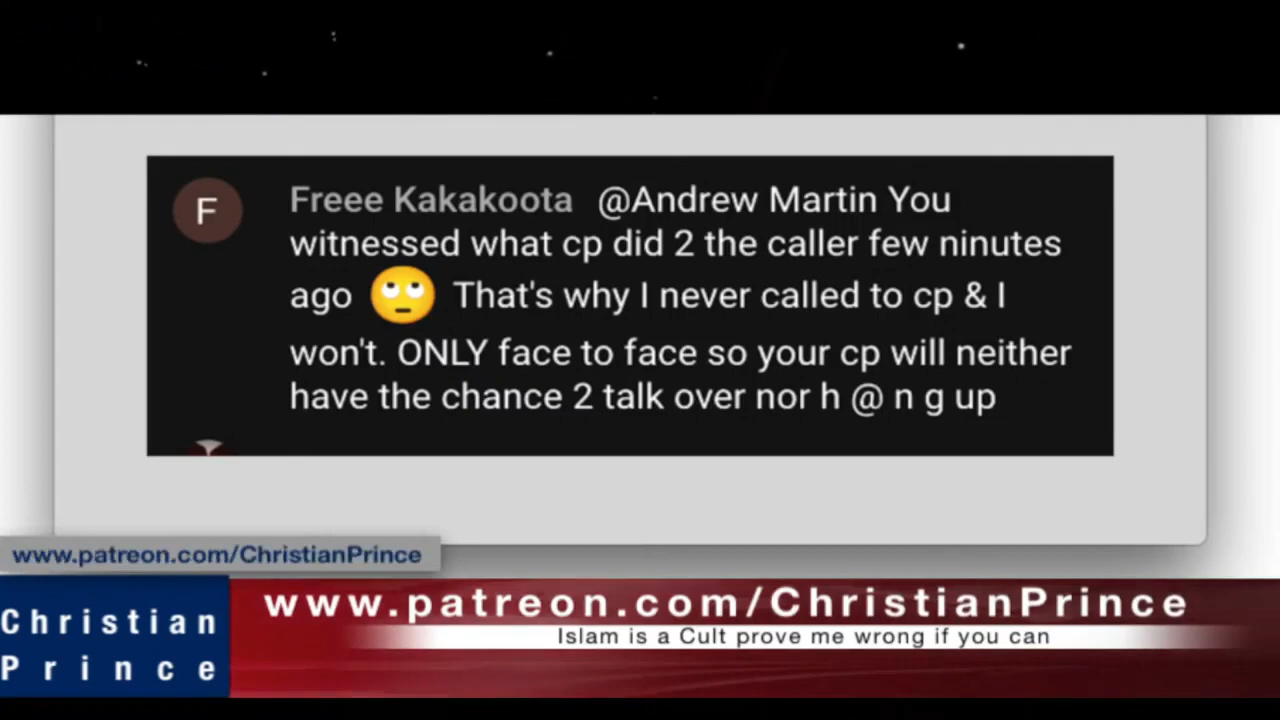 F
Freee Kakakoota @Andrew Martin You
witnessed what cp did 2 the caller few ninutes
ago 🙄 That's why I never called to cp & I
won't. ONLY face to face so your cp will neither
have the chance 2 talk over nor h @ n g up
www.patreon.com/ChristianPrince
Christian
Prince
www.patreon.com/ChristianPrince
Islam is a Cult prove me wrong if you can